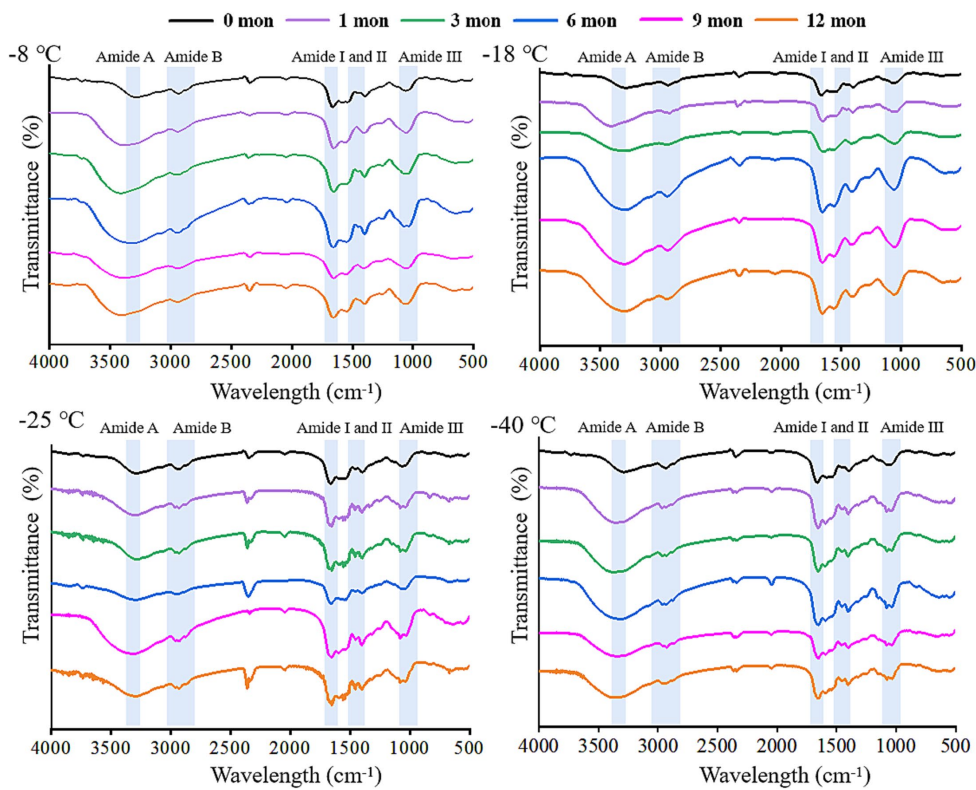 0 mon 1 mon 3 mon 6 mon 9 mon 12 mon
-8 °C
Amide A Amide B Amide I and II Amide III
Transmittance (%)
4000 3500 3000 2500 2000 1500 1000 500
Wavelength (cm⁻¹)
-18 °C
Amide A Amide B Amide I and II Amide III
Transmittance (%)
4000 3500 3000 2500 2000 1500 1000 500
Wavelength (cm⁻¹)
-25 °C
Amide A Amide B Amide I and II Amide III
Transmittance (%)
4000 3500 3000 2500 2000 1500 1000 500
Wavelength (cm⁻¹)
-40 °C
Amide A Amide B Amide I and II Amide III
Transmittance (%)
4000 3500 3000 2500 2000 1500 1000 500
Wavelength (cm⁻¹)